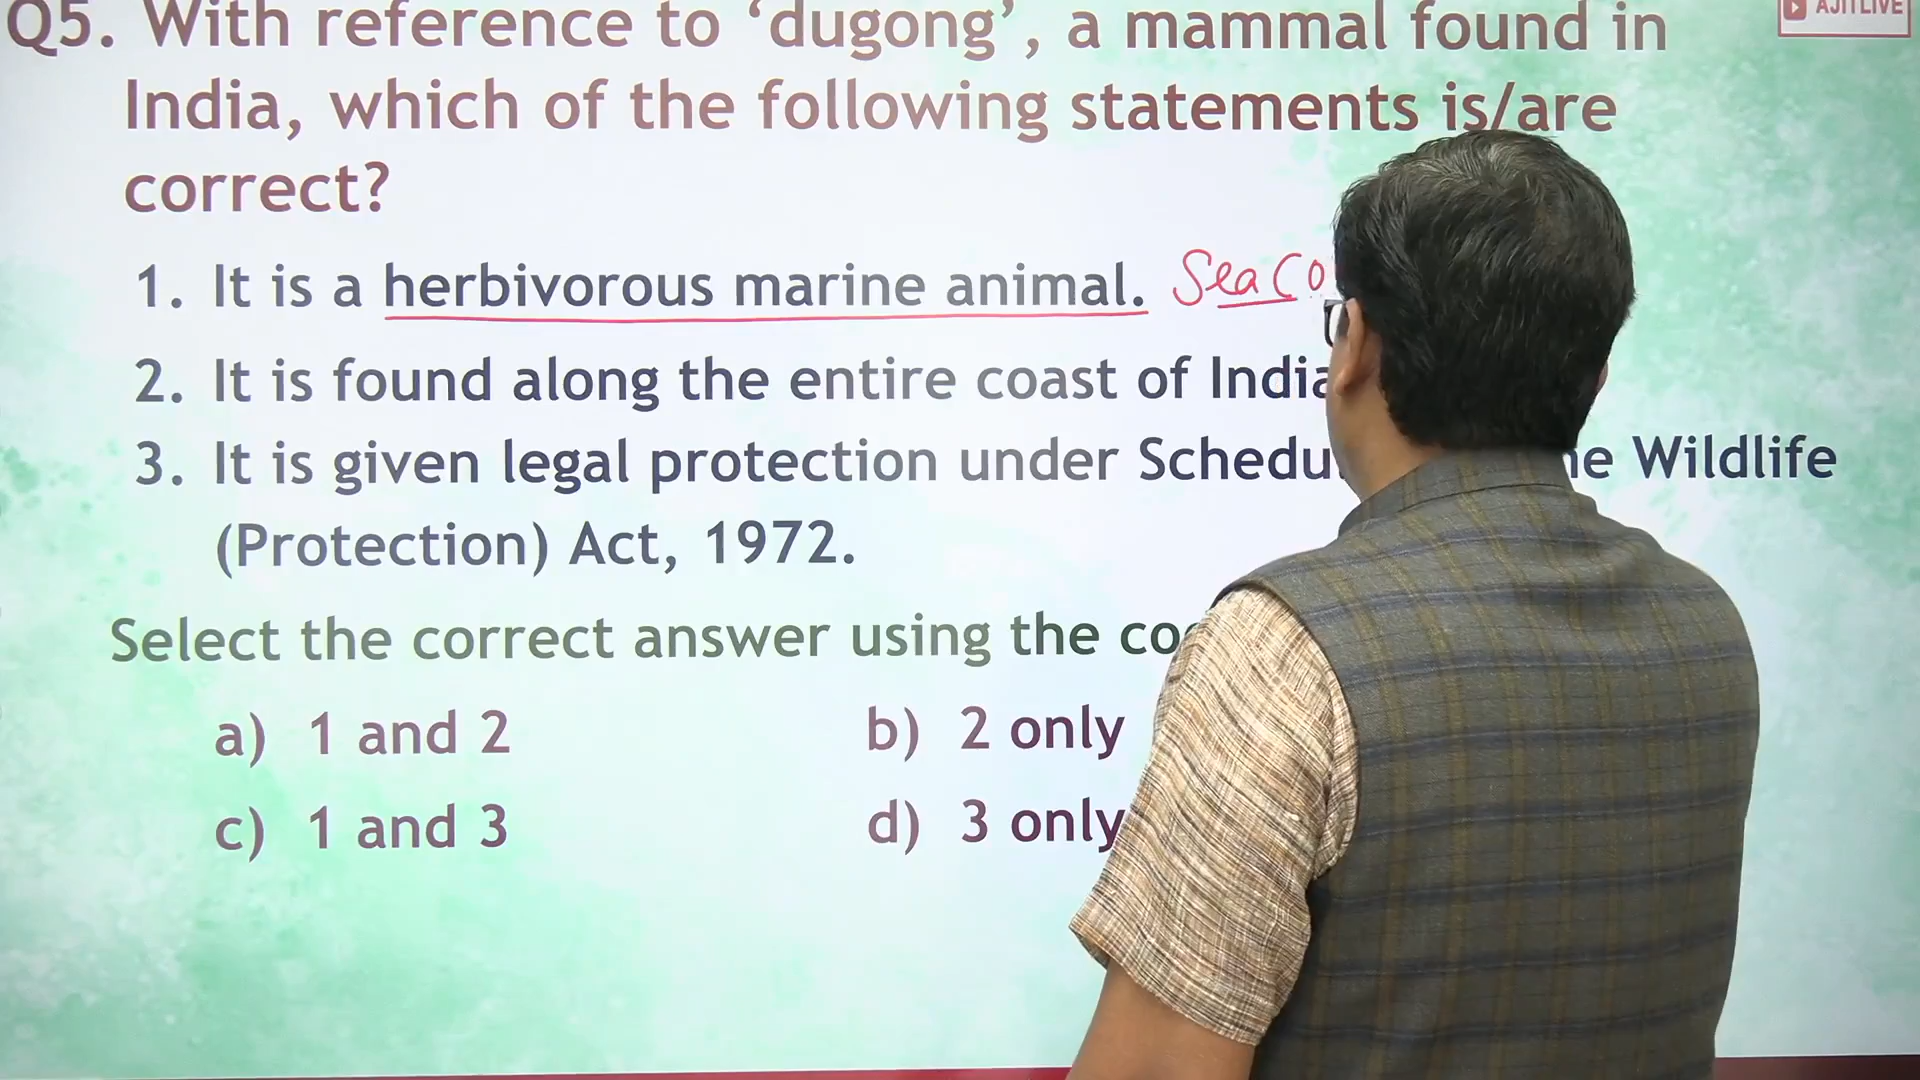 AJIT LIVE
Q5. With reference to ‘dugong’, a mammal found in
India, which of the following statements is/are
correct?
1. It is a herbivorous marine animal. Sea
2. It is found along the entire coast of India
3. It is given legal protection under Wildlife
(Protection) Act, 1972.
Select the correct answer using the
a) 1 and 2 b) 2 only
c) 1 and 3 d) 3 only